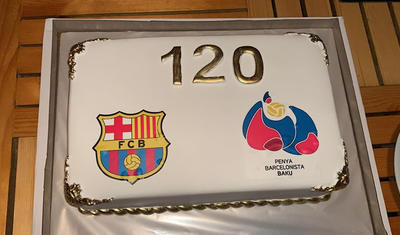 120
FCB
PENYA
BARCELONISTA
BAKU